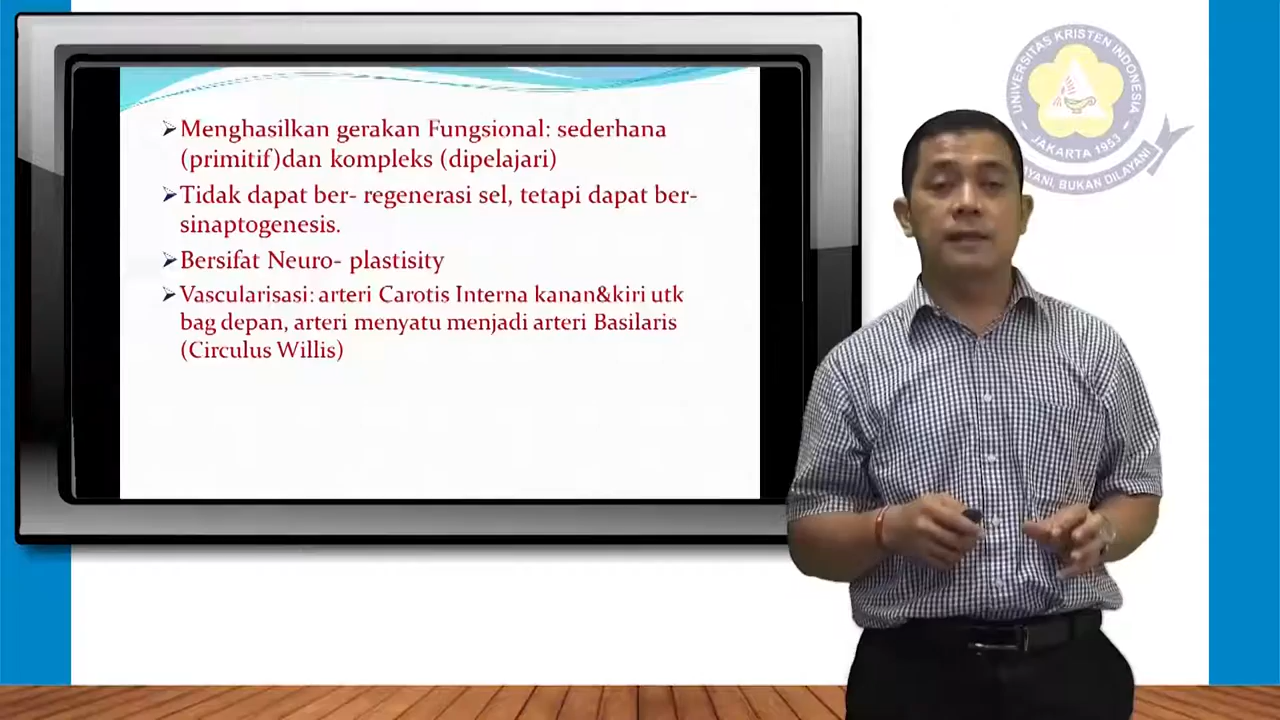 Menghasilkan gerakan Fungsional: sederhana
(primitif)dan kompleks (dipelajari)
Tidak dapat ber- regenerasi sel, tetapi dapat ber-
sinaptogenesis.
Bersifat Neuro- plastisity
Vascularisasi: arteri Carotis Interna kanan&kiri utk
bag depan, arteri menyatu menjadi arteri Basilaris
(Circulus Willis)
UNIVERSITAS KRISTEN INDONESIA
JAKARTA 1953
BUKAN DILAYANI